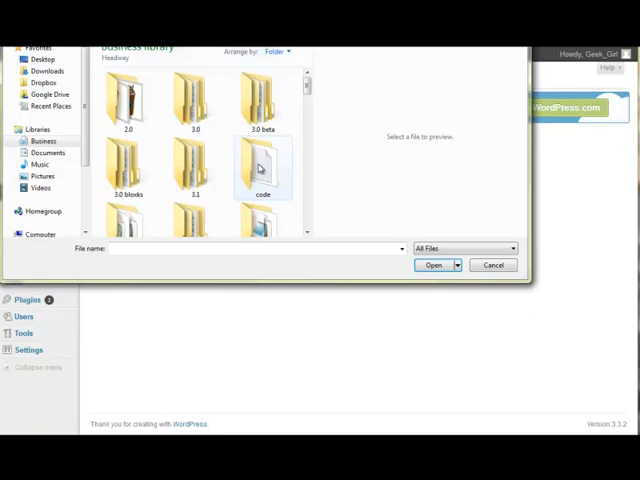 Favorites
Desktop
Downloads
Dropbox
Google Drive
Recent Places
Libraries
Business
Documents
Music
Pictures
Videos
Homegroup
Computer
Business library
Headway
Arrange by: Folder
2.0
3.0
3.0 beta
3.0 bloxks
3.1
code
Select a file to preview.
File name:
All Files
Open
Cancel
Howdy, Geek_Girl
Help
WordPress.com
Plugins 2
Users
Tools
Settings
Collapse menu
Thank you for creating with WordPress.
Version 3.3.2